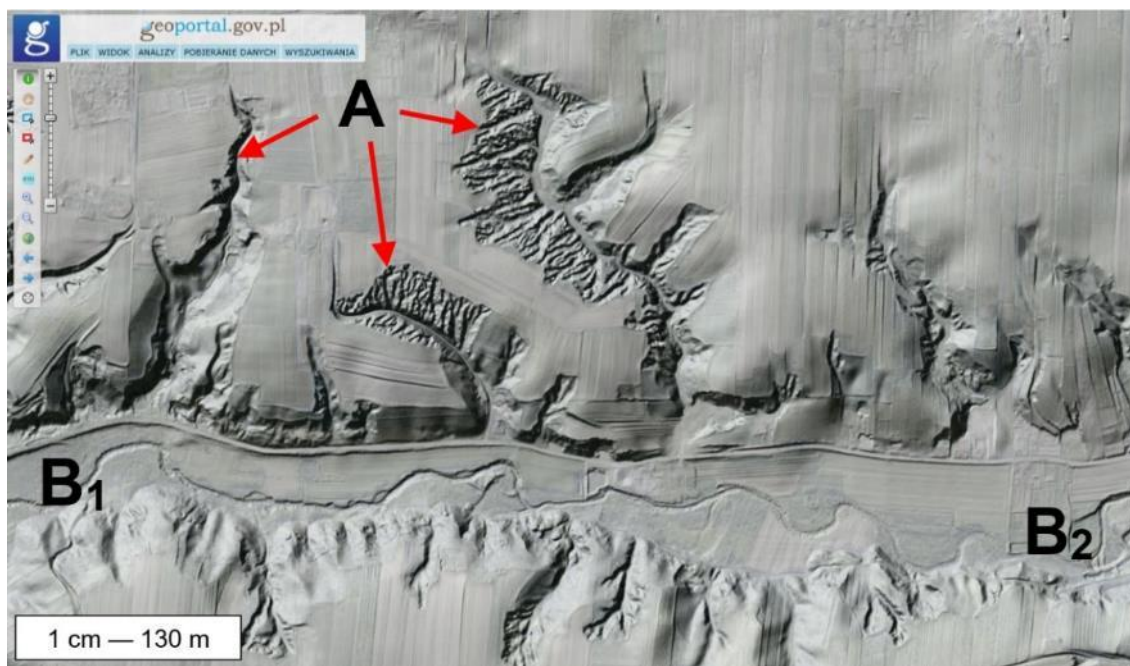 geoportal.gov.pl
PLIK WIDOK ANALIZY POBIERANIE DANYCH WYSZUKIWANIA
A
B1
B2
1 cm — 130 m